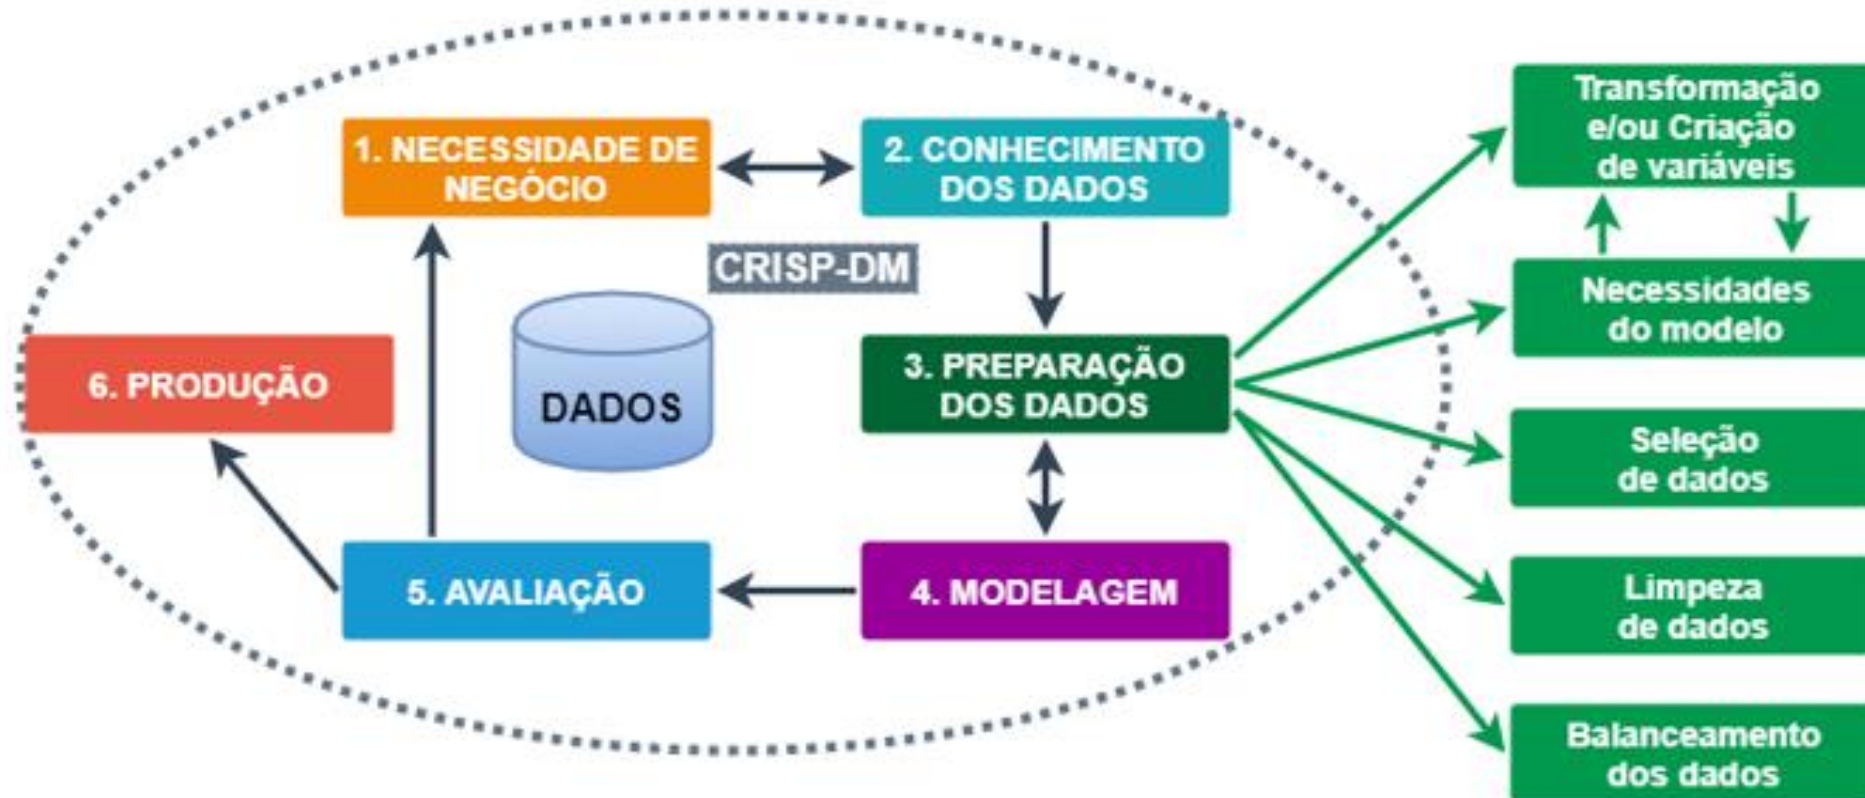 1. NECESSIDADE DE
NEGÓCIO
2. CONHECIMENTO
DOS DADOS
CRISP-DM
DADOS
3. PREPARAÇÃO
DOS DADOS
4. MODELAGEM
5. AVALIAÇÃO
6. PRODUÇÃO
Transformação
e/ou Criação
de variáveis
Necessidades
do modelo
Seleção
de dados
Limpeza
de dados
Balanceamento
dos dados